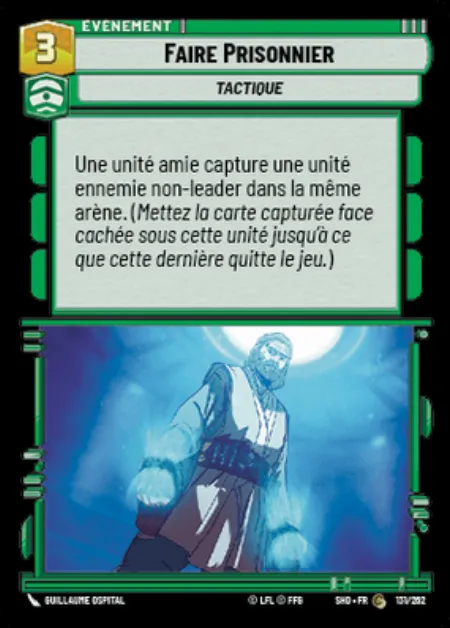 ÉVÉNEMENT
3
FAIRE PRISONNIER
TACTIQUE
Une unité amie capture une unité
ennemie non-leader dans la même
arène. (Mettez la carte capturée face
cachée sous cette unité jusqu'à ce
que cette dernière quitte le jeu.)
GUILLAUME OSPITAL
© LFL © FFG
SHD • FR
C
131/262